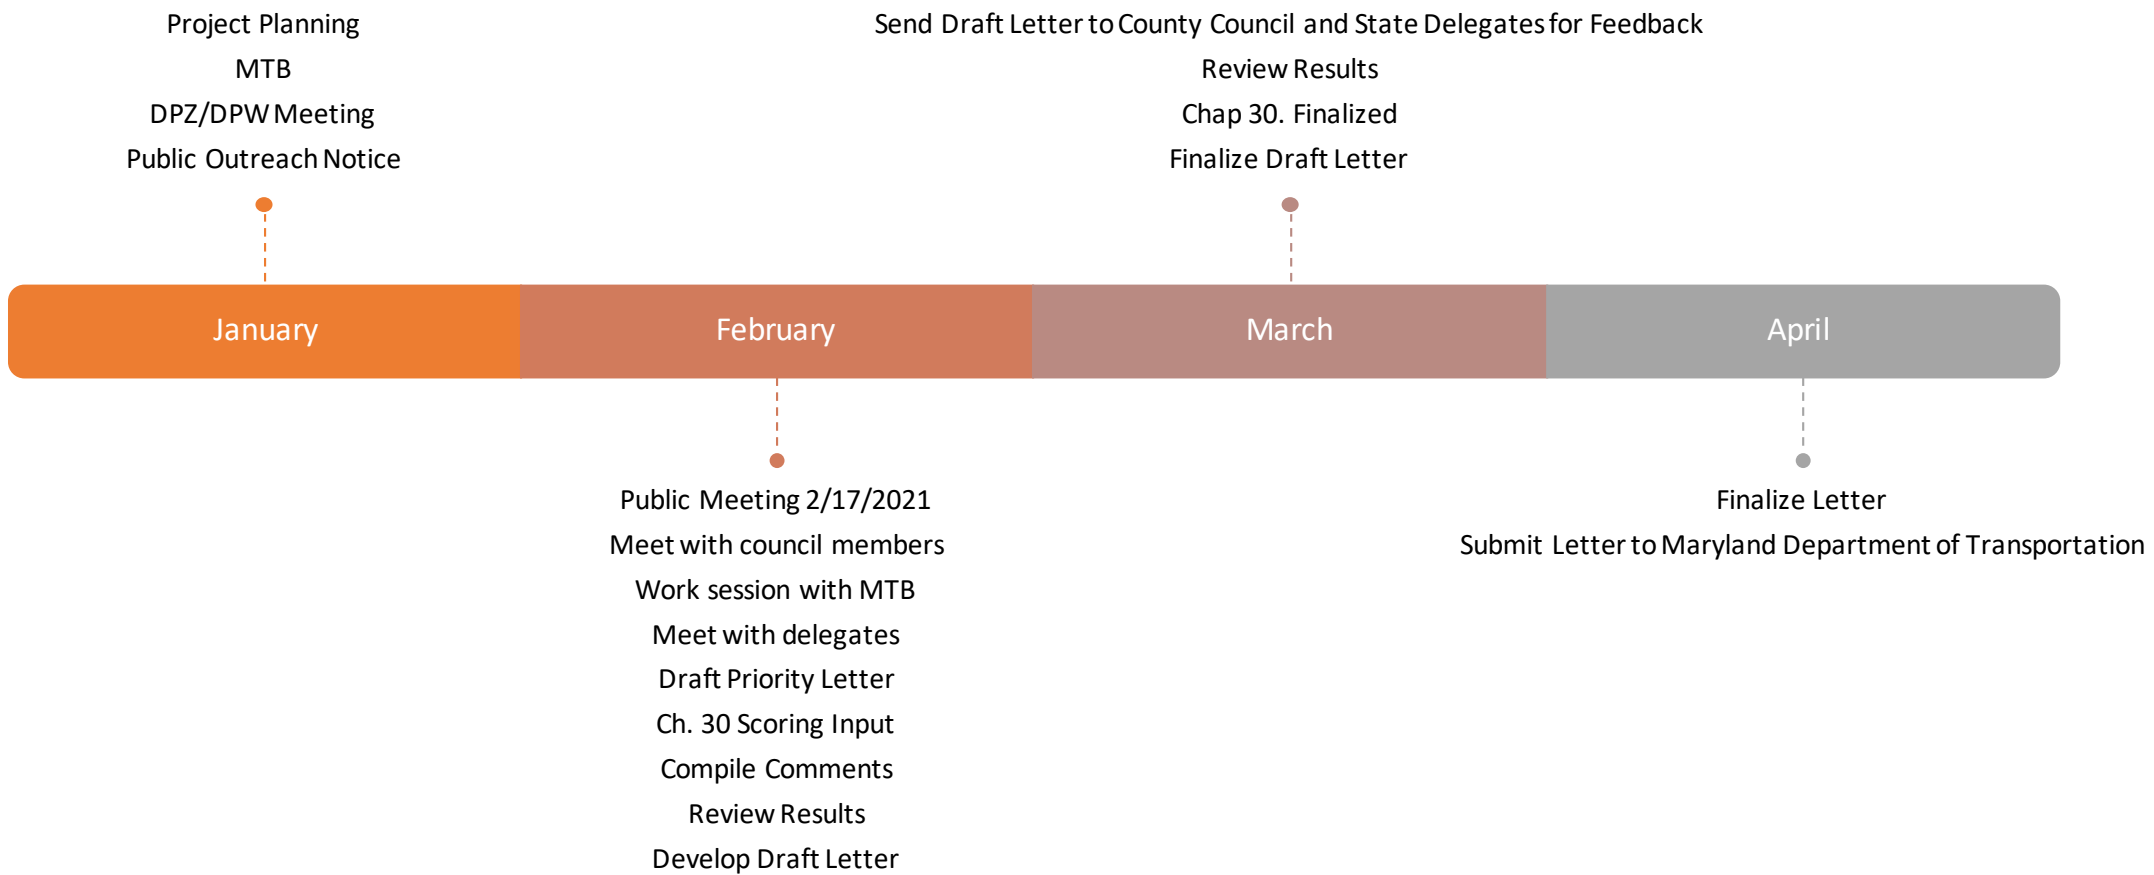 Project Planning
MTB
DPZ/DPW Meeting
Public Outreach Notice
Send Draft Letter to County Council and State Delegates for Feedback
Review Results
Chap 30. Finalized
Finalize Draft Letter
January
February
March
April
Public Meeting 2/17/2021
Meet with council members
Work session with MTB
Meet with delegates
Draft Priority Letter
Ch. 30 Scoring Input
Compile Comments
Review Results
Develop Draft Letter
Finalize Letter
Submit Letter to Maryland Department of Transportation